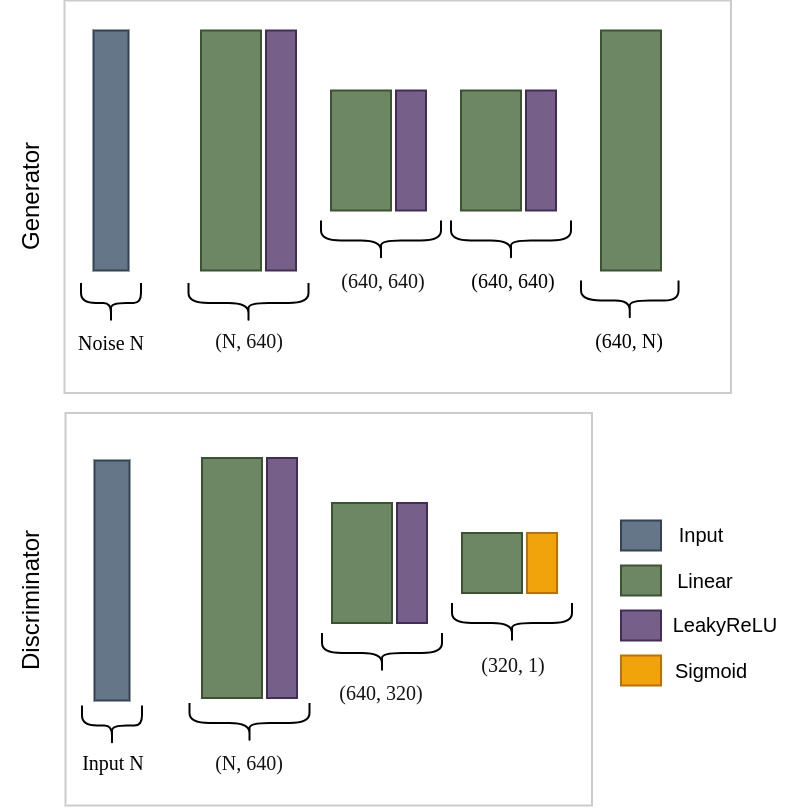 Generator
Noise N
(N, 640)
(640, 640)
(640, 640)
(640, N)
Discriminator
Input N
(N, 640)
(640, 320)
(320, 1)
Input
Linear
LeakyReLU
Sigmoid